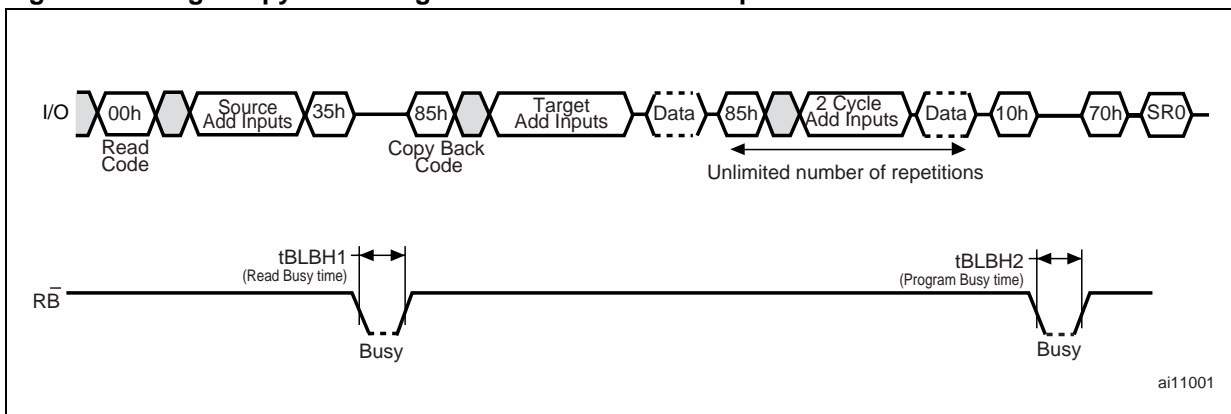 I/O 00h Source Add Inputs 35h 85h Target Add Inputs Data 85h 2 Cycle Add Inputs Data 10h 70h SR0
Read Code
Copy Back Code
Unlimited number of repetitions
tBLBH1
(Read Busy time)
tBLBH2
(Program Busy time)
RB̅
Busy
Busy
ai11001